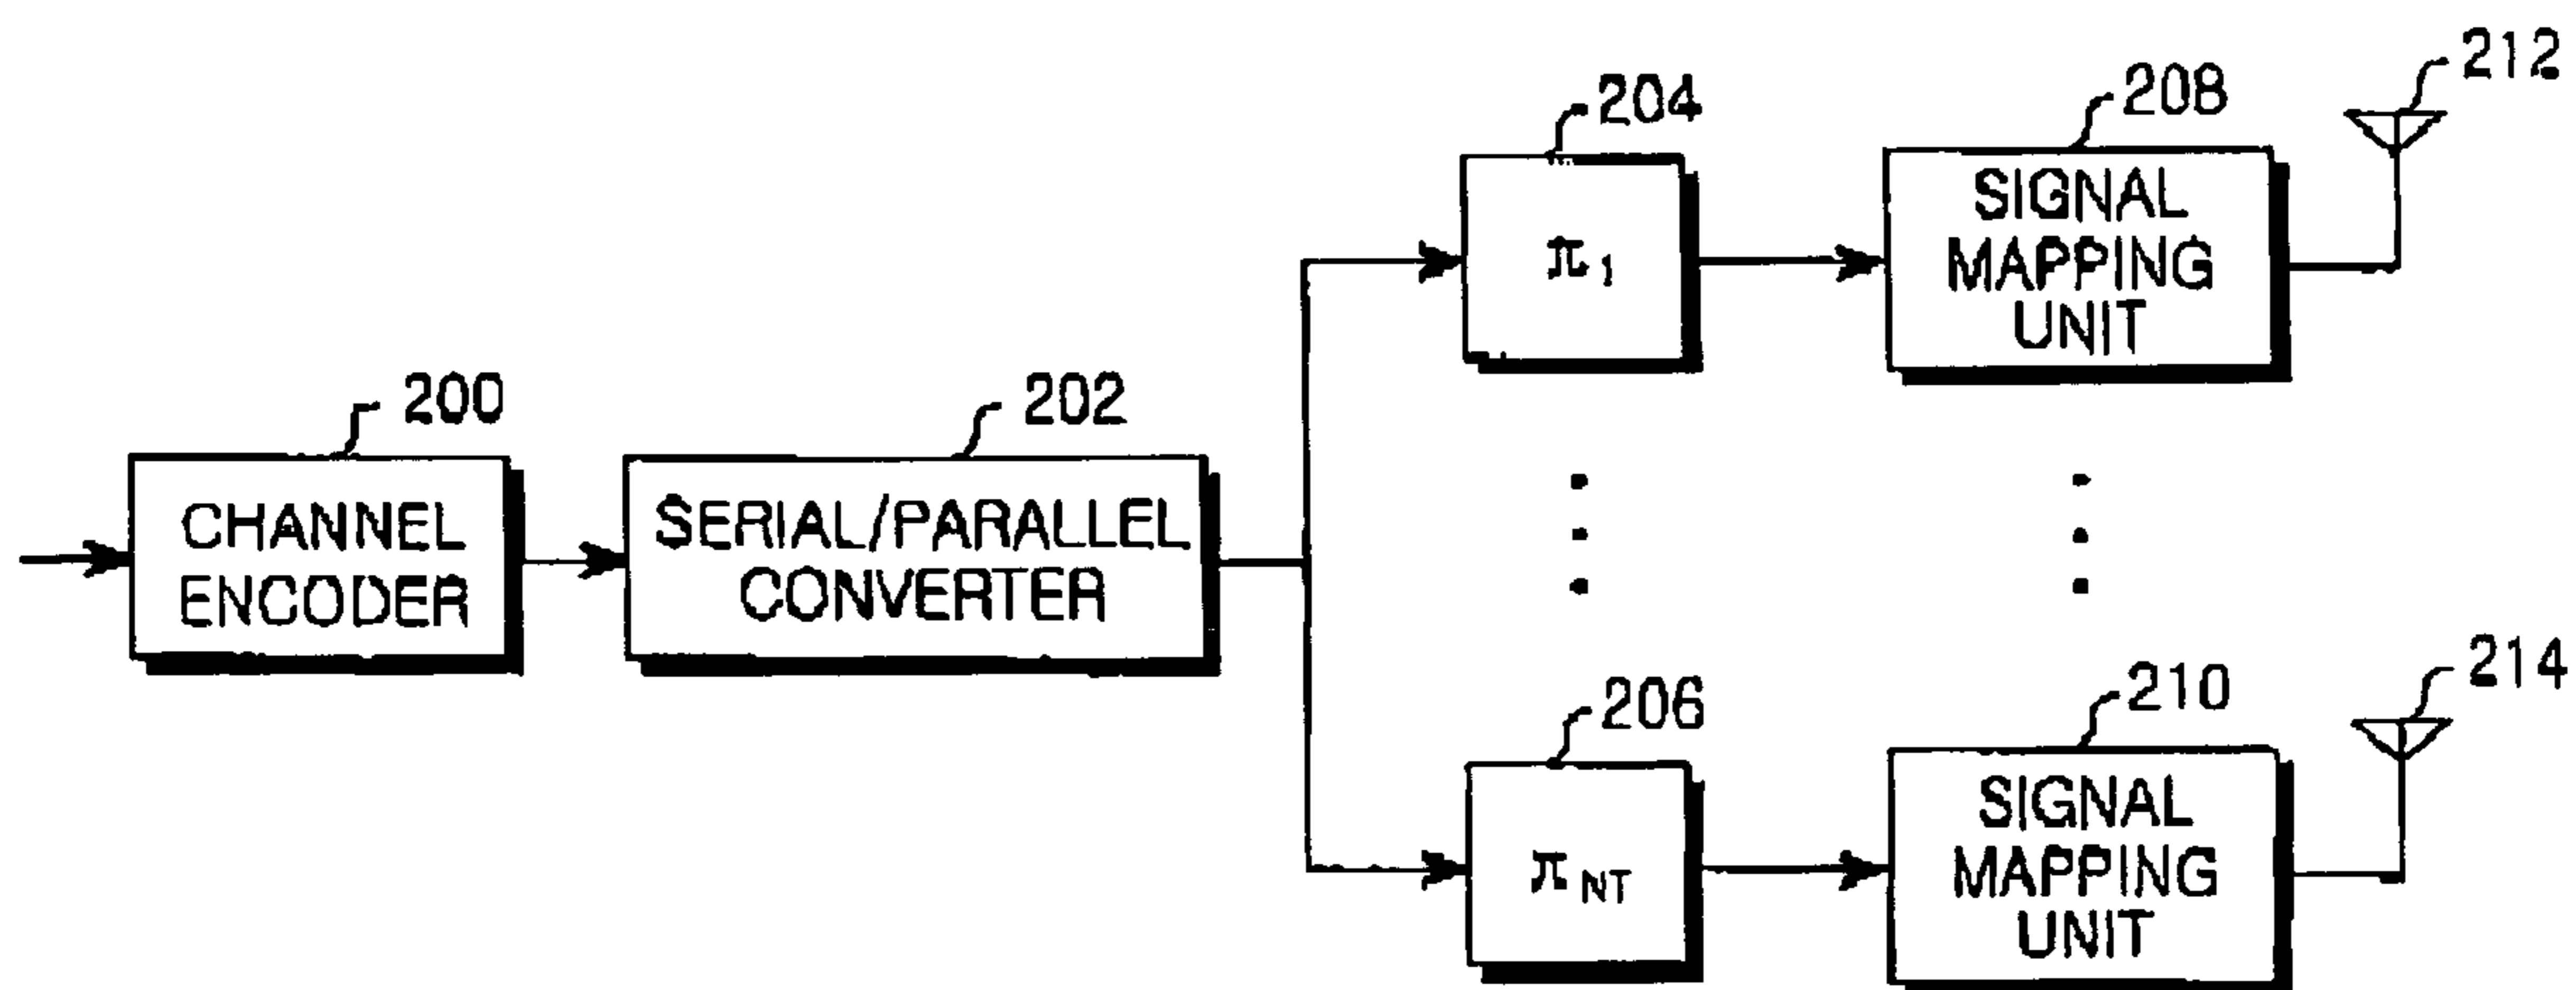 212
204
208
π1
SIGNAL
MAPPING
UNIT
200
202
CHANNEL
ENCODER
SERIAL/PARALLEL
CONVERTER
206
210
214
πNT
SIGNAL
MAPPING
UNIT